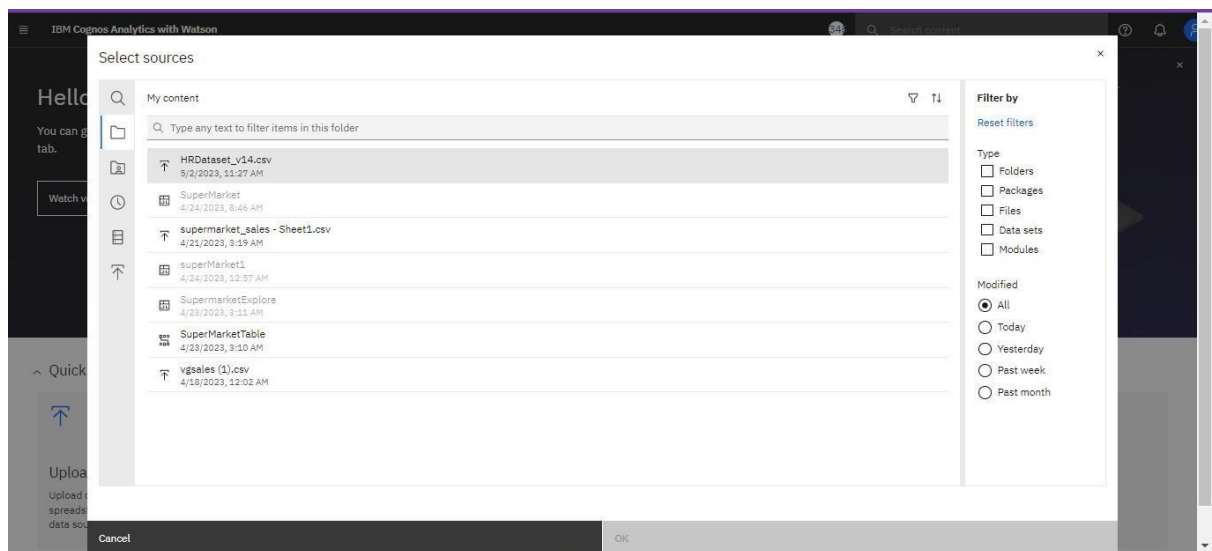 IBM Cognos Analytics with Watson
Search content
Select sources
Hello
You can g
tab.
Watch vi
My content
Type any text to filter items in this folder
HRDataset_v14.csv
5/2/2023, 11:27 AM
SuperMarket
4/24/2023, 8:46 AM
supermarket_sales - Sheet1.csv
4/21/2023, 3:19 AM
superMarket1
4/24/2023, 12:57 AM
SupermarketExplore
4/23/2023, 3:11 AM
SuperMarketTable
4/23/2023, 3:10 AM
vgsales (1).csv
4/18/2023, 12:02 AM
Filter by
Reset filters
Type
Folders
Packages
Files
Data sets
Modules
Modified
All
Today
Yesterday
Past week
Past month
Quick
Uploa
Upload
spreads
data sou
Cancel
OK